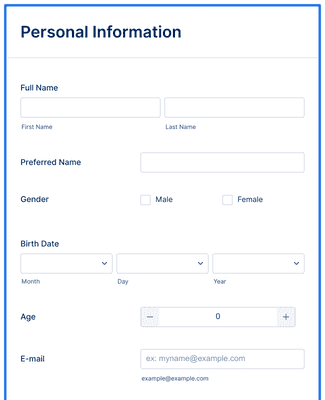 Personal Information
Full Name
First Name Last Name
Preferred Name
Gender Male Female
Birth Date
Month Day Year
Age − 0 +
E-mail ex: myname@example.com
example@example.com